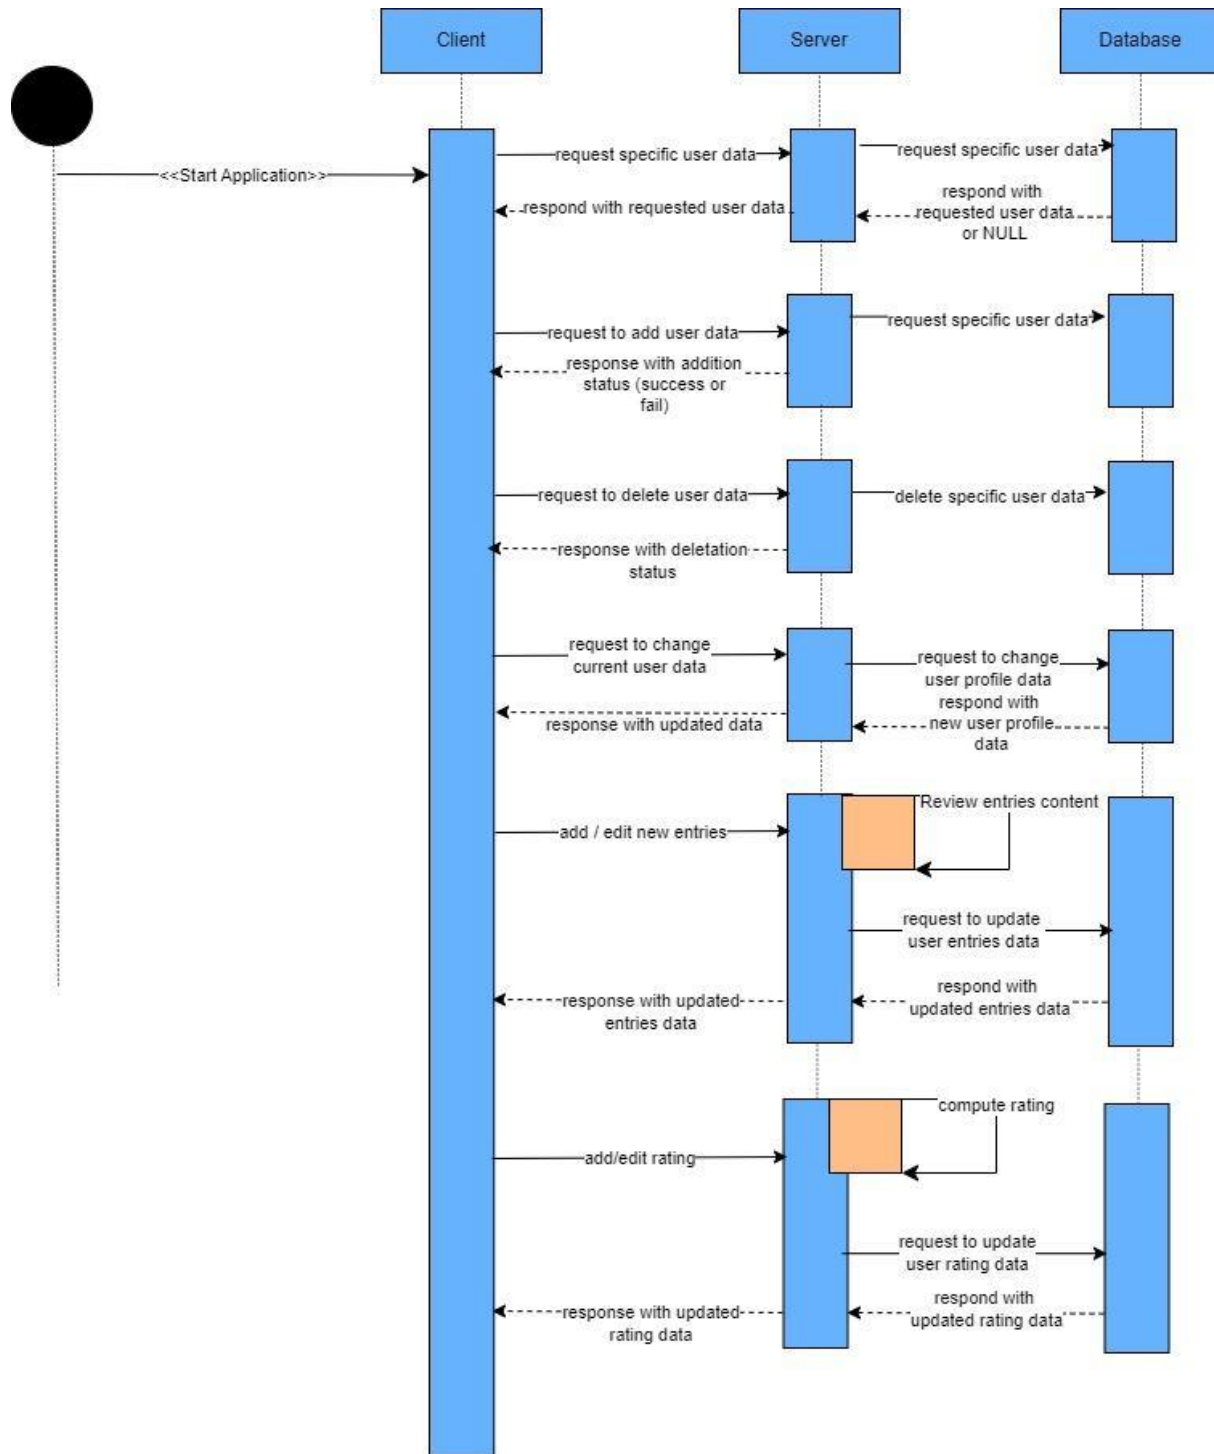 Client
Server
Database
<<Start Application>>
request specific user data
request specific user data
respond with requested user data
respond with
requested user data
or NULL
request to add user data
request specific user data
response with addition
status (success or
fail)
request to delete user data
delete specific user data
response with deletation
status
request to change
current user data
request to change
user profile data
response with updated data
respond with
new user profile
data
Review entries content
add / edit new entries
request to update
user entries data
response with updated
entries data
respond with
updated entries data
compute rating
add/edit rating
request to update
user rating data
response with updated
rating data
respond with
updated rating data